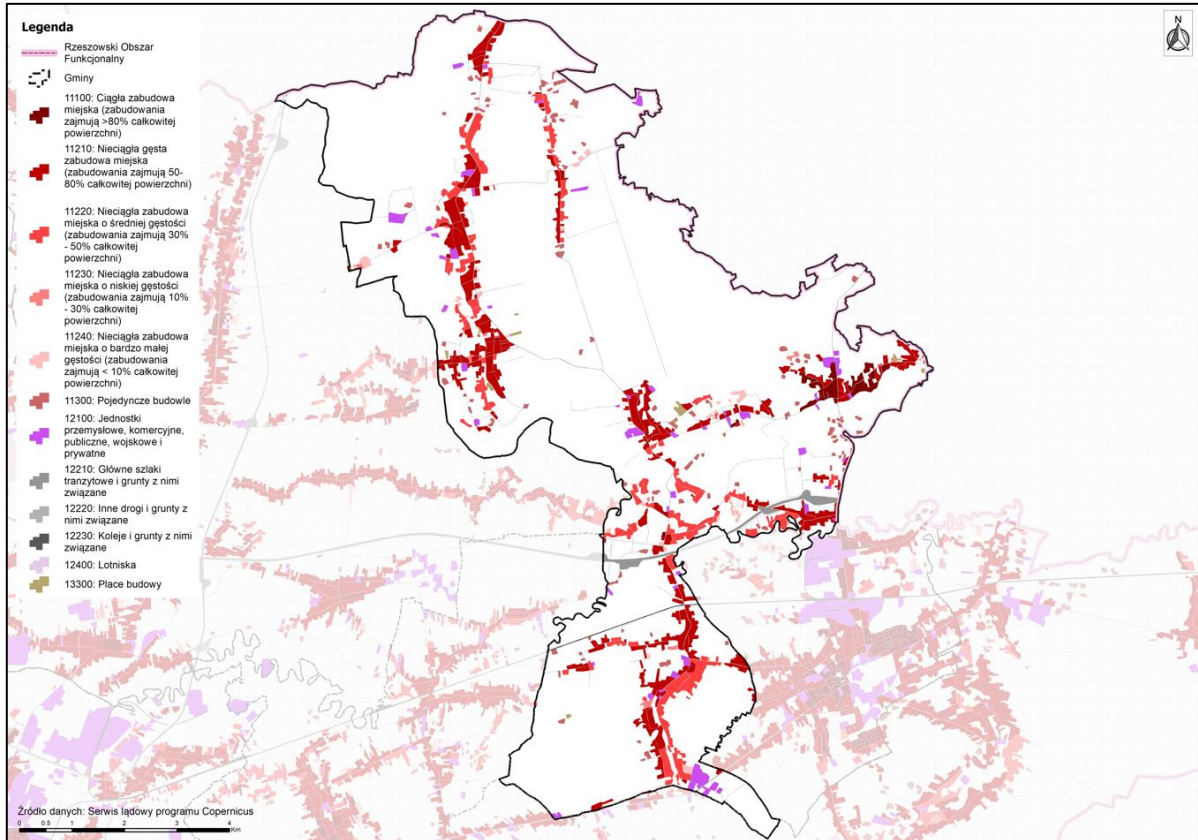 Legenda
Rzeszowski Obszar
Funkcjonalny
Gminy
11100: Ciągła zabudowa
miejska (zabudowania
zajmują >80% całkowitej
powierzchni)
11210: Nieciągła gęsta
zabudowa miejska
(zabudowania zajmują 50-
80% całkowitej powierzchni)
11220: Nieciągła zabudowa
miejska o średniej gęstości
(zabudowania zajmują 30%
- 50% całkowitej
powierzchni)
11230: Nieciągła zabudowa
miejska o niskiej gęstości
(zabudowania zajmują 10%
- 30% całkowitej
powierzchni)
11240: Nieciągła zabudowa
miejska o bardzo małej
gęstości (zabudowania
zajmują < 10% całkowitej
powierzchni)
11300: Pojedyncze budowle
12100: Jednostki
przemysłowe, komercyjne,
publiczne, wojskowe i
prywatne
12210: Główne szlaki
tranzytowe i grunty z nimi
związane
12220: Inne drogi i grunty z
nimi związane
12230: Koleje i grunty z nimi
związane
12400: Lotniska
13300: Place budowy
Źródło danych: Serwis lądowy programu Copernicus
0 0.5 1 2 3 4
Km
N